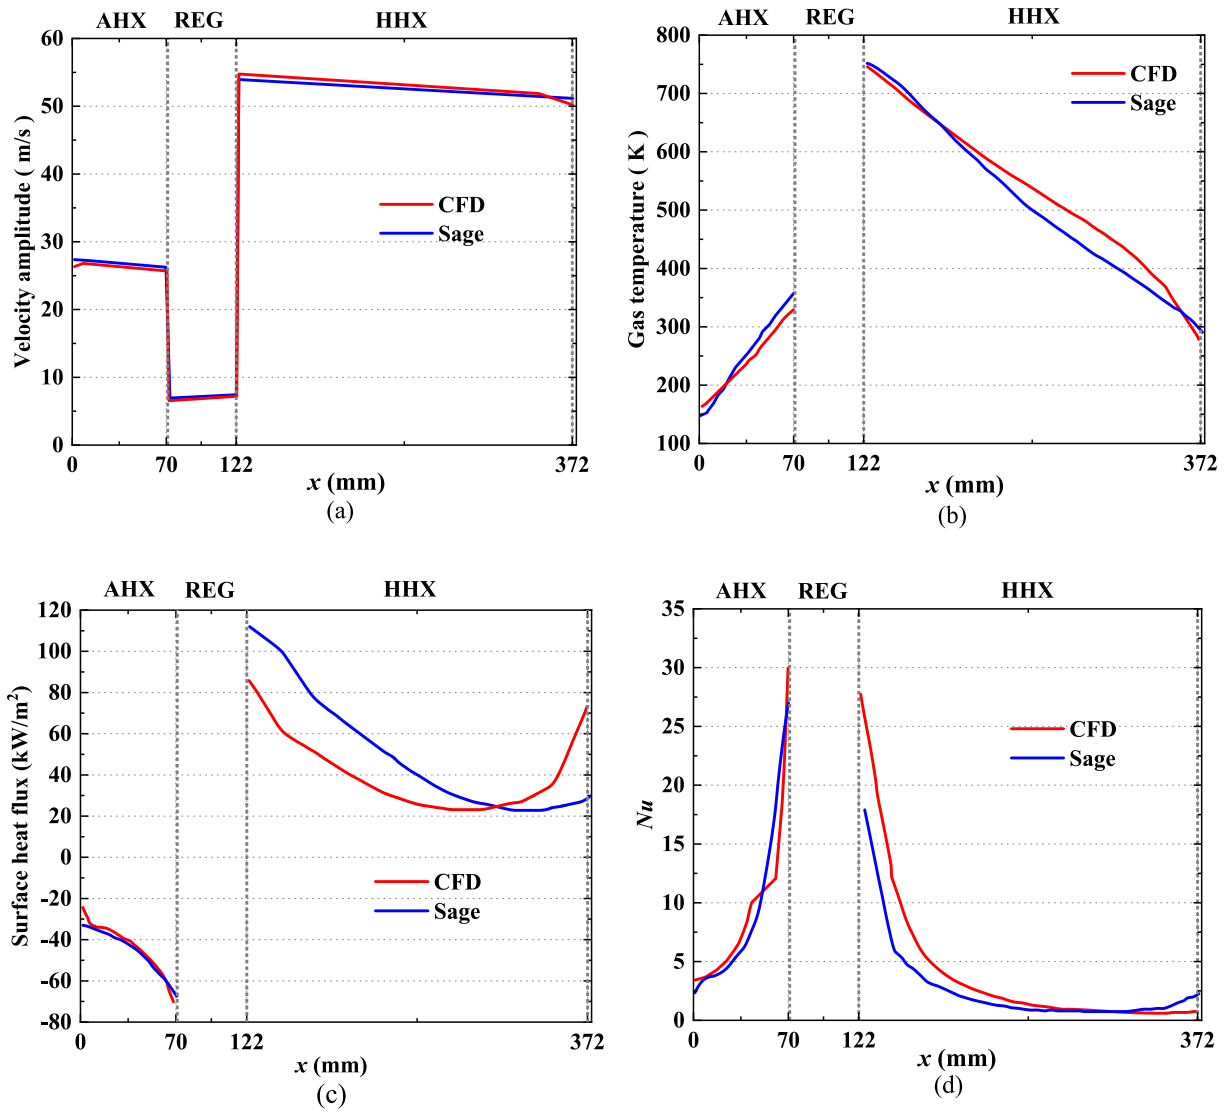 AHX REG HHX
60
50
40
30
20
10
0
Velocity amplitude ( m/s )
CFD
Sage
0 70 122 372
x (mm)
(a)
AHX REG HHX
800
700
600
500
400
300
200
100
Gas temperature ( K )
CFD
Sage
0 70 122 372
x (mm)
(b)
AHX REG HHX
120
100
80
60
40
20
0
-20
-40
-60
-80
Surface heat flux (kW/m²)
CFD
Sage
0 70 122 372
x (mm)
(c)
AHX REG HHX
35
30
25
20
15
10
5
0
Nu
CFD
Sage
0 70 122 372
x (mm)
(d)